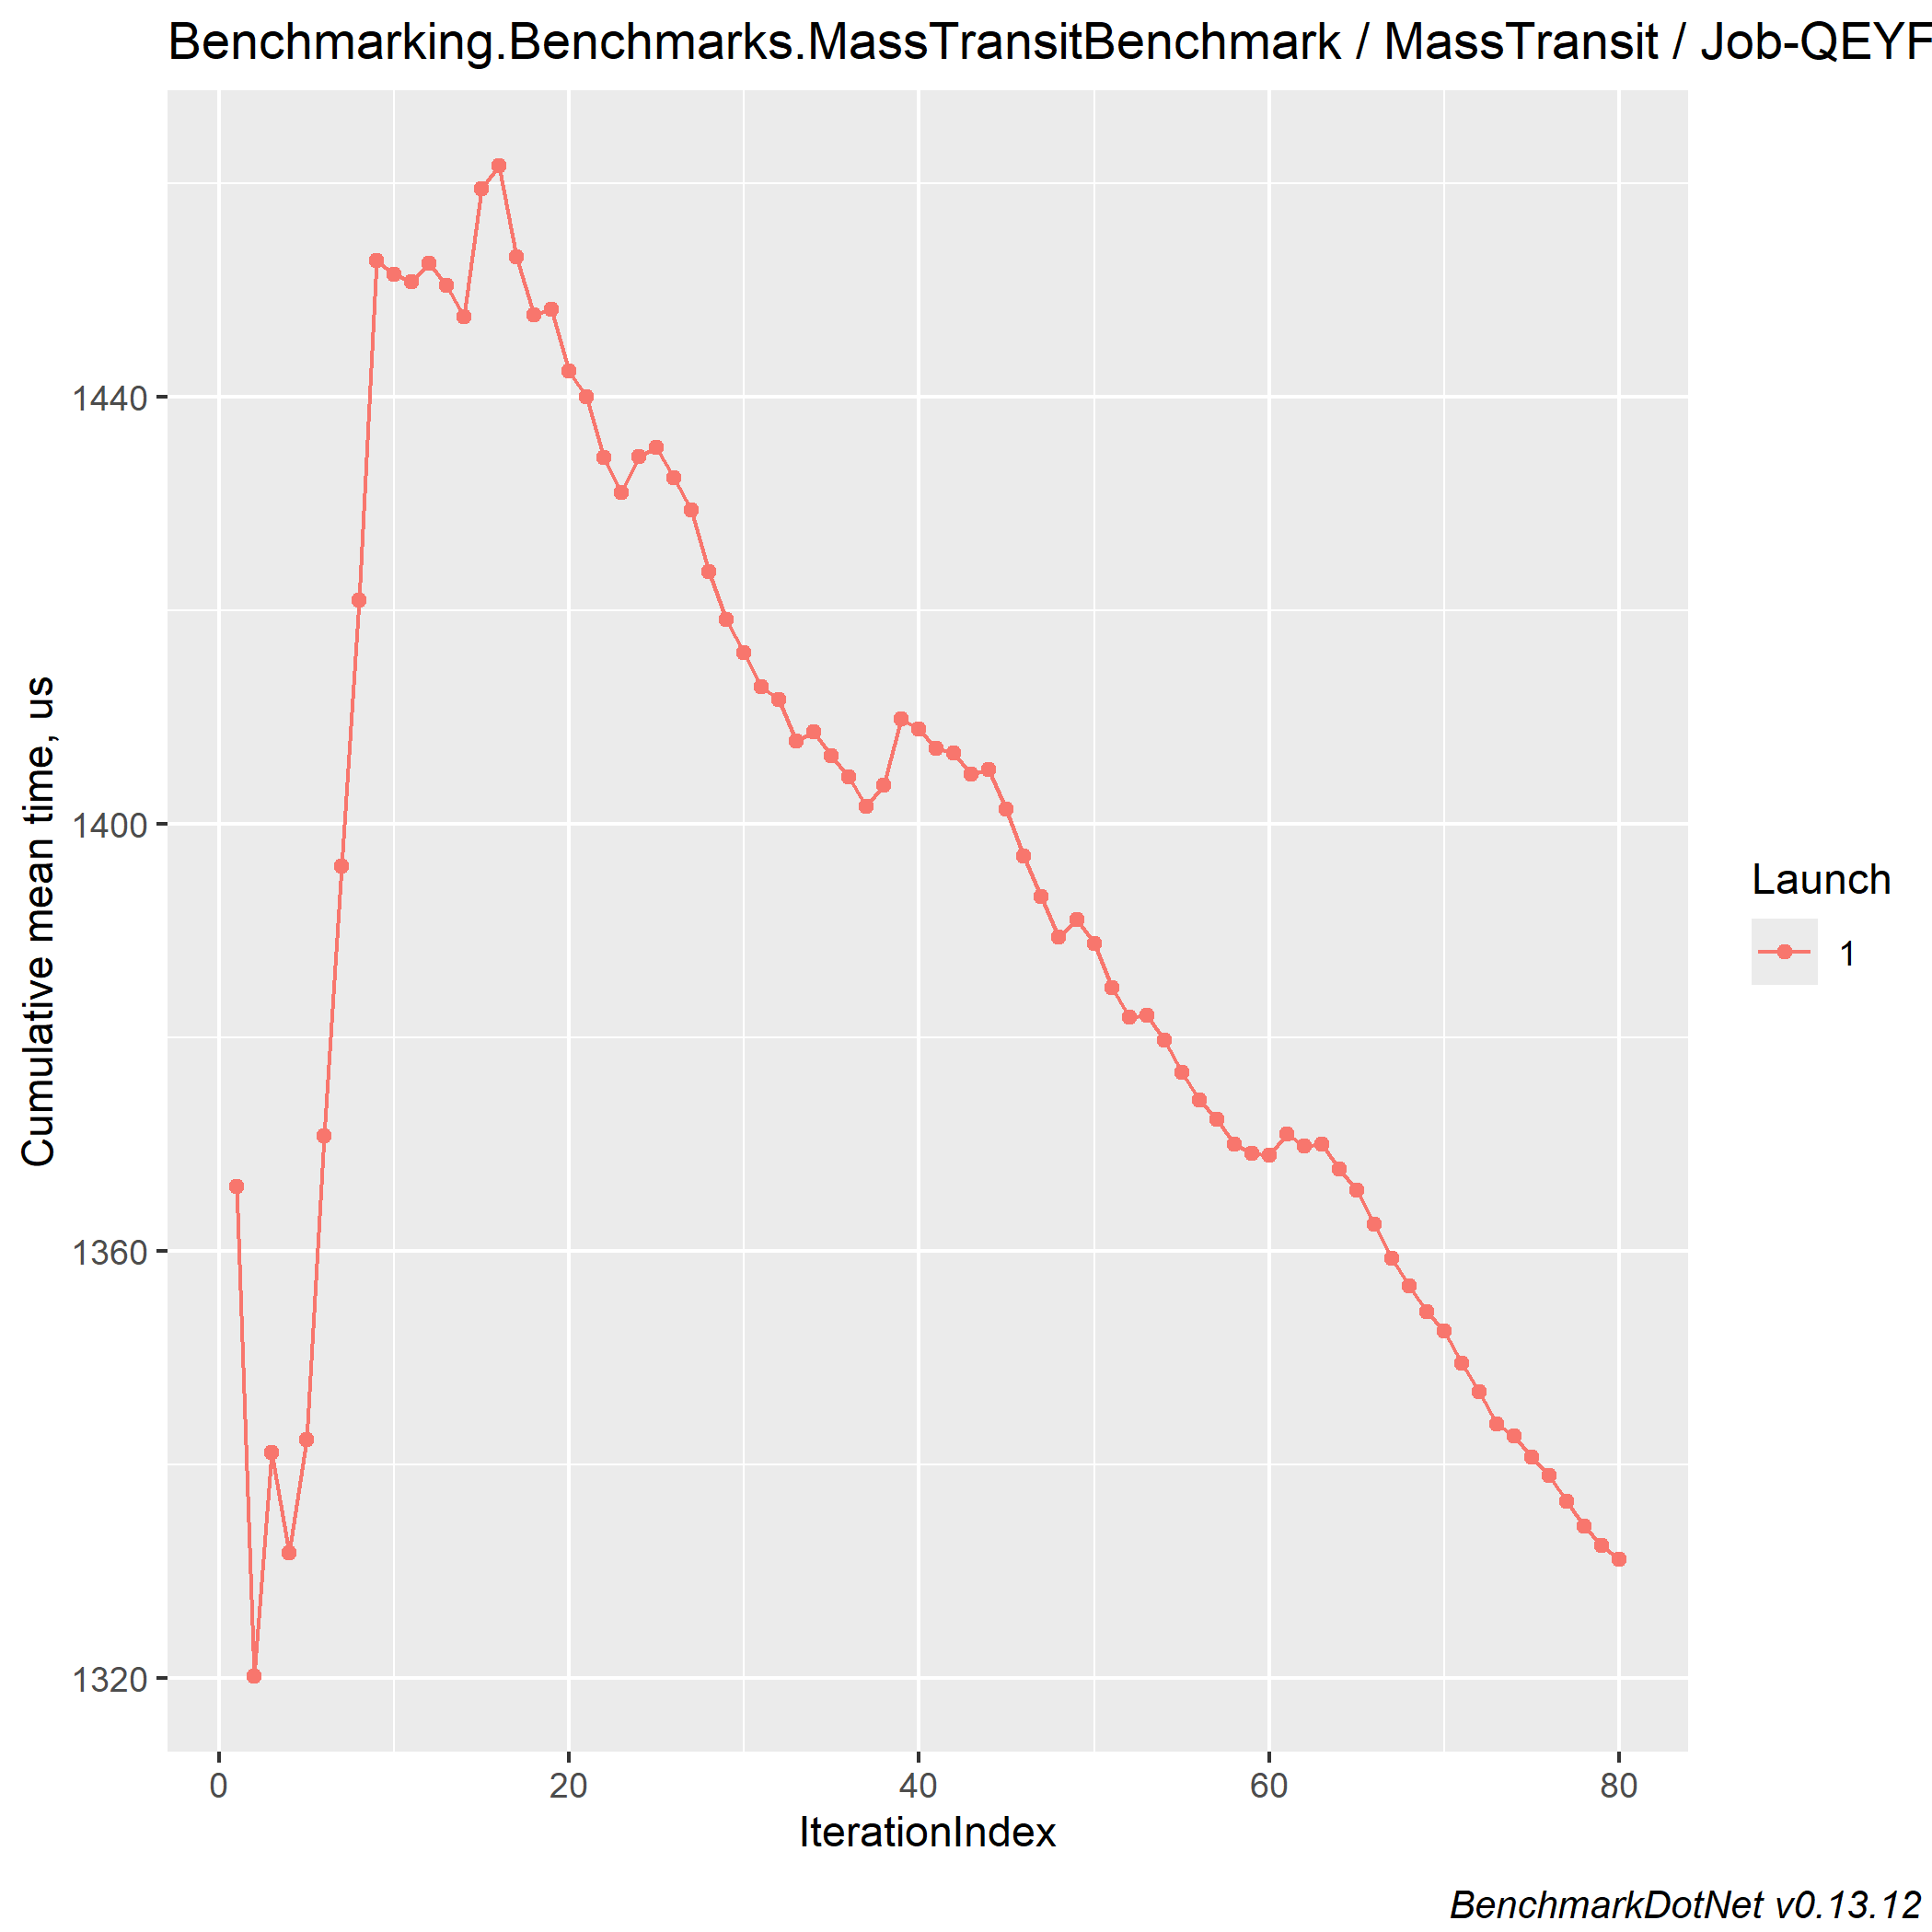 Benchmarking.Benchmarks.MassTransitBenchmark / MassTransit / Job-QEYF
Cumulative mean time, us
1440
1400
1360
1320
0 20 40 60 80
IterationIndex
Launch
1
BenchmarkDotNet v0.13.12